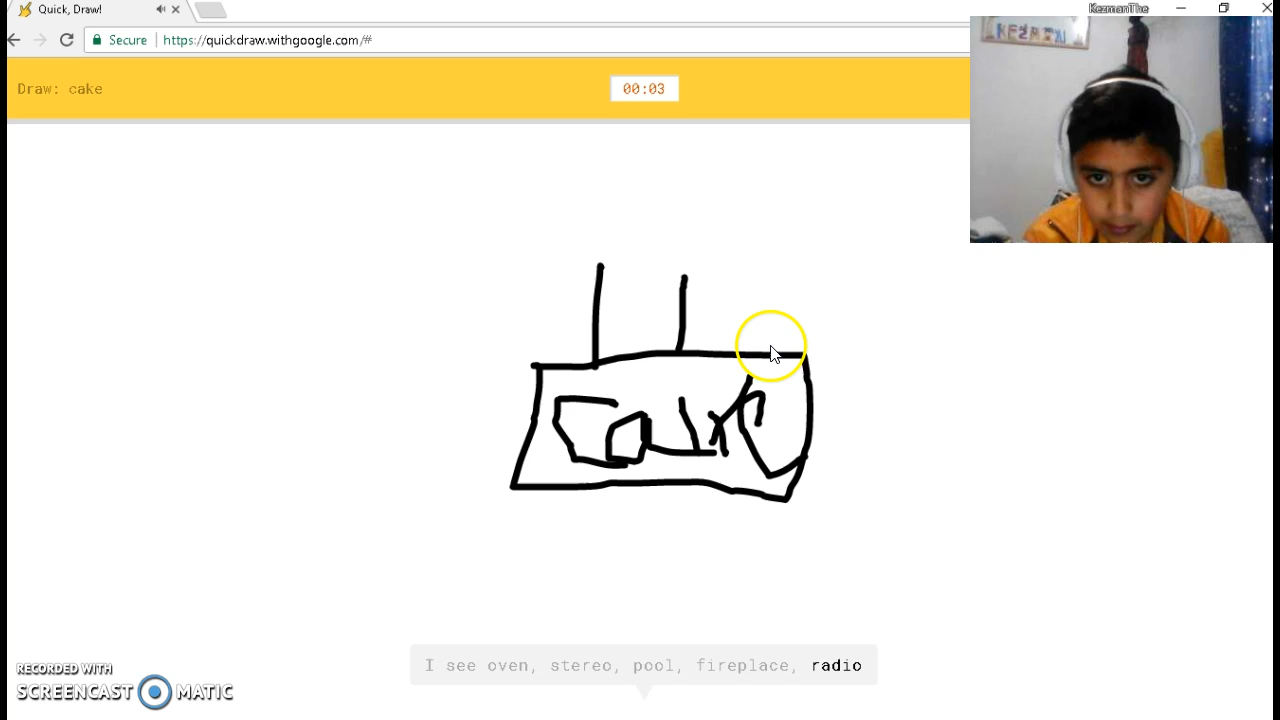 Quick, Draw!
KezmanThe
Secure
https://quickdraw.withgoogle.com/#
Draw: cake
00:03
Cake
I see oven, stereo, pool, fireplace, radio
RECORDED WITH
SCREENCAST MATIC